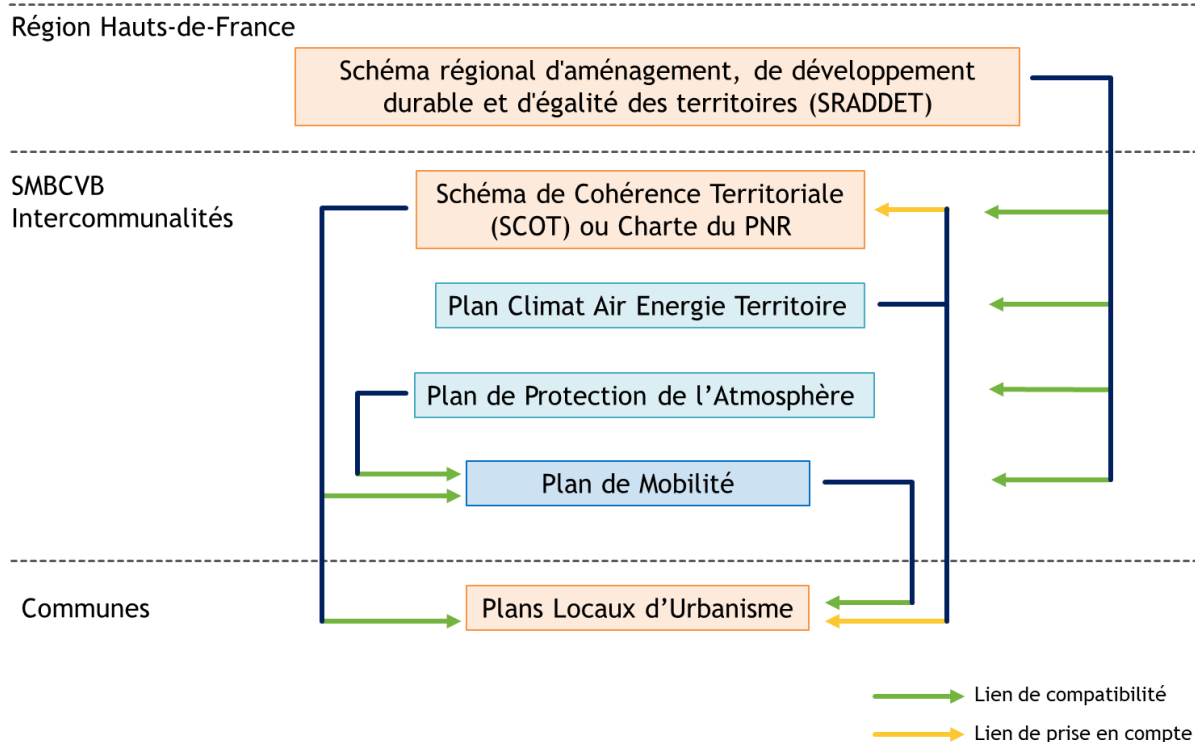 Région Hauts-de-France
Schéma régional d'aménagement, de développement
durable et d'égalité des territoires (SRADDET)
SMBCVB
Intercommunalités
Schéma de Cohérence Territoriale
(SCOT) ou Charte du PNR
Plan Climat Air Energie Territoire
Plan de Protection de l’Atmosphère
Plan de Mobilité
Communes
Plans Locaux d’Urbanisme
Lien de compatibilité
Lien de prise en compte